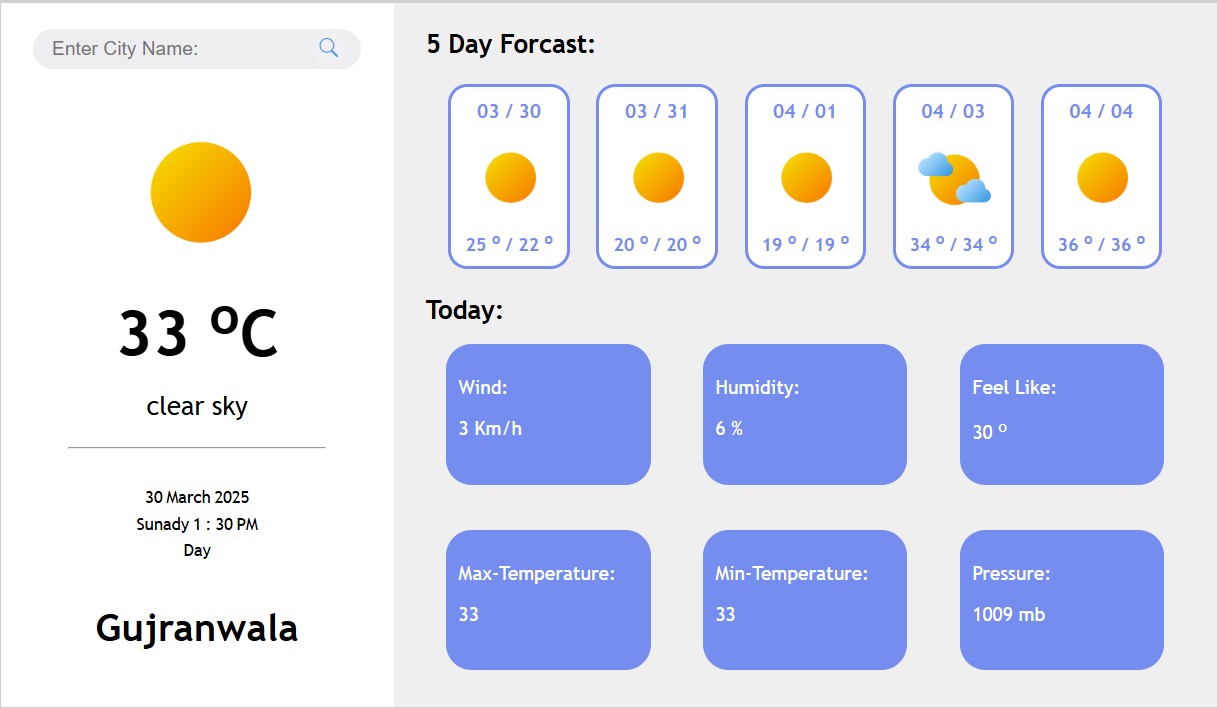 Enter City Name:
33 °C
clear sky
30 March 2025
Sunady 1 : 30 PM
Day
Gujranwala
5 Day Forcast:
03 / 30
25 ° / 22 °
03 / 31
20 ° / 20 °
04 / 01
19 ° / 19 °
04 / 03
34 ° / 34 °
04 / 04
36 ° / 36 °
Today:
Wind:
3 Km/h
Humidity:
6 %
Feel Like:
30 °
Max-Temperature:
33
Min-Temperature:
33
Pressure:
1009 mb